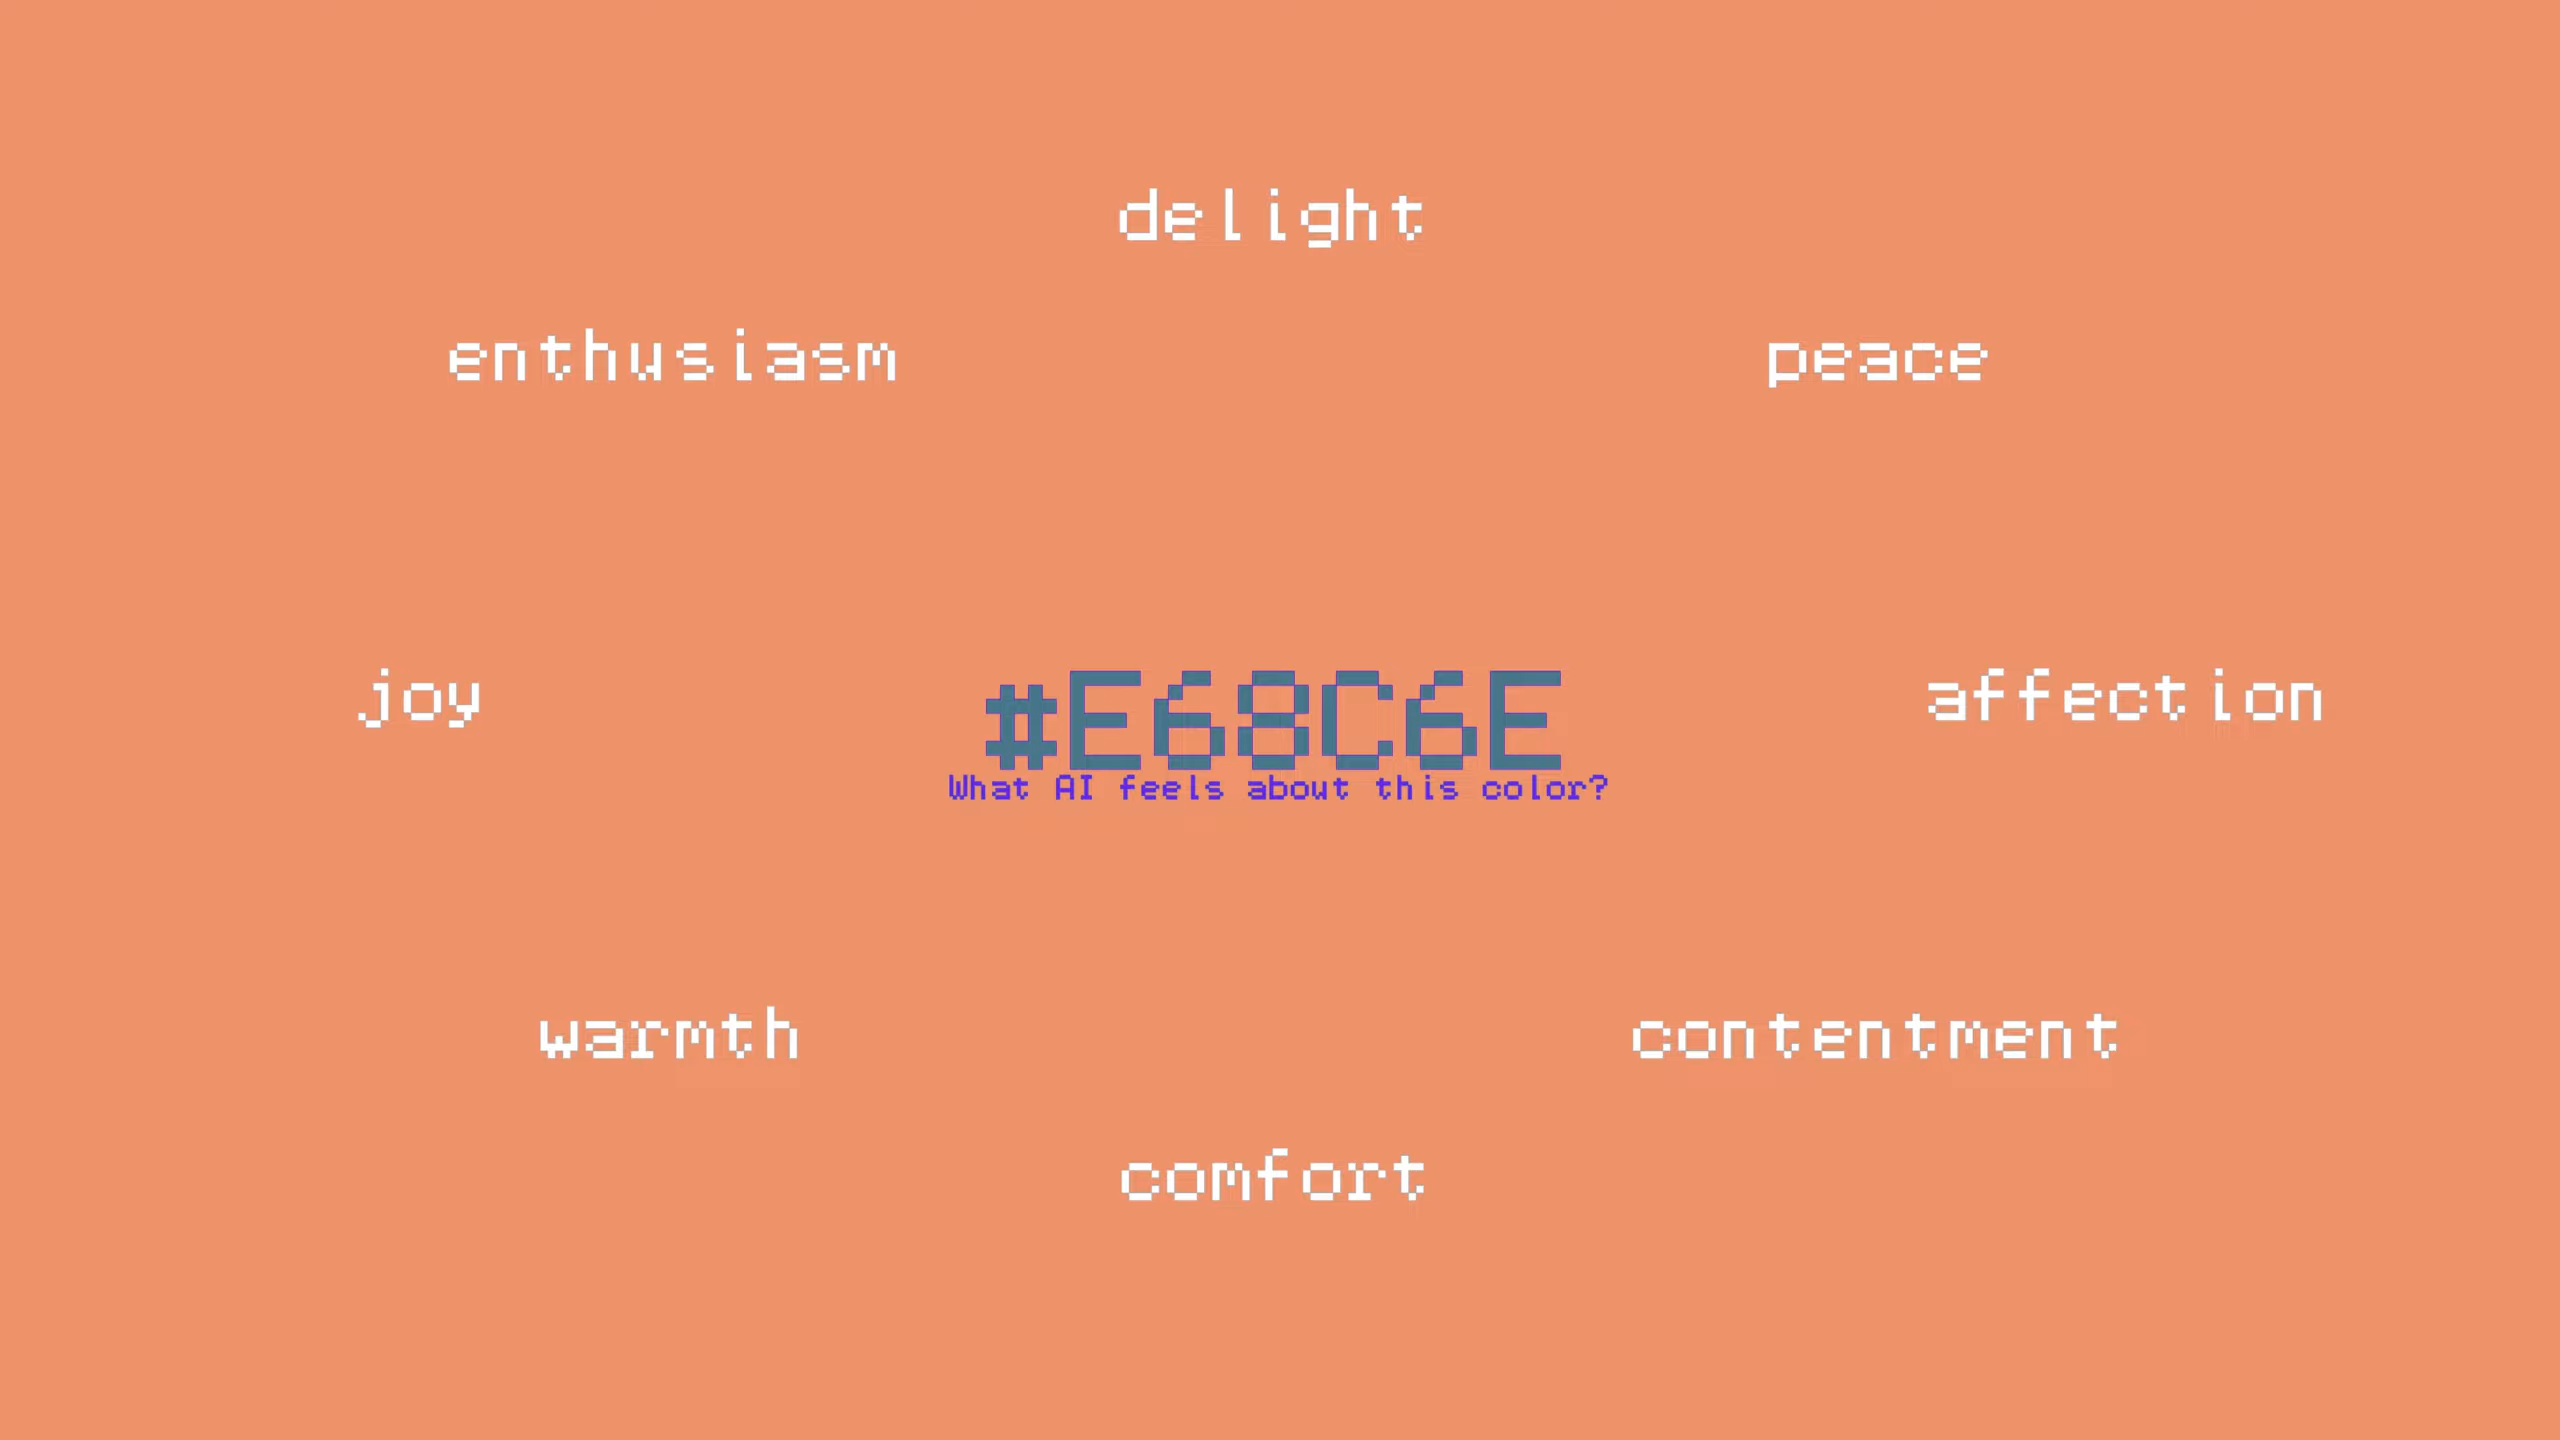 delight
enthusiasm
peace
joy
affection
#E68C6E
What AI feels about this color?
warmth
contentment
comfort